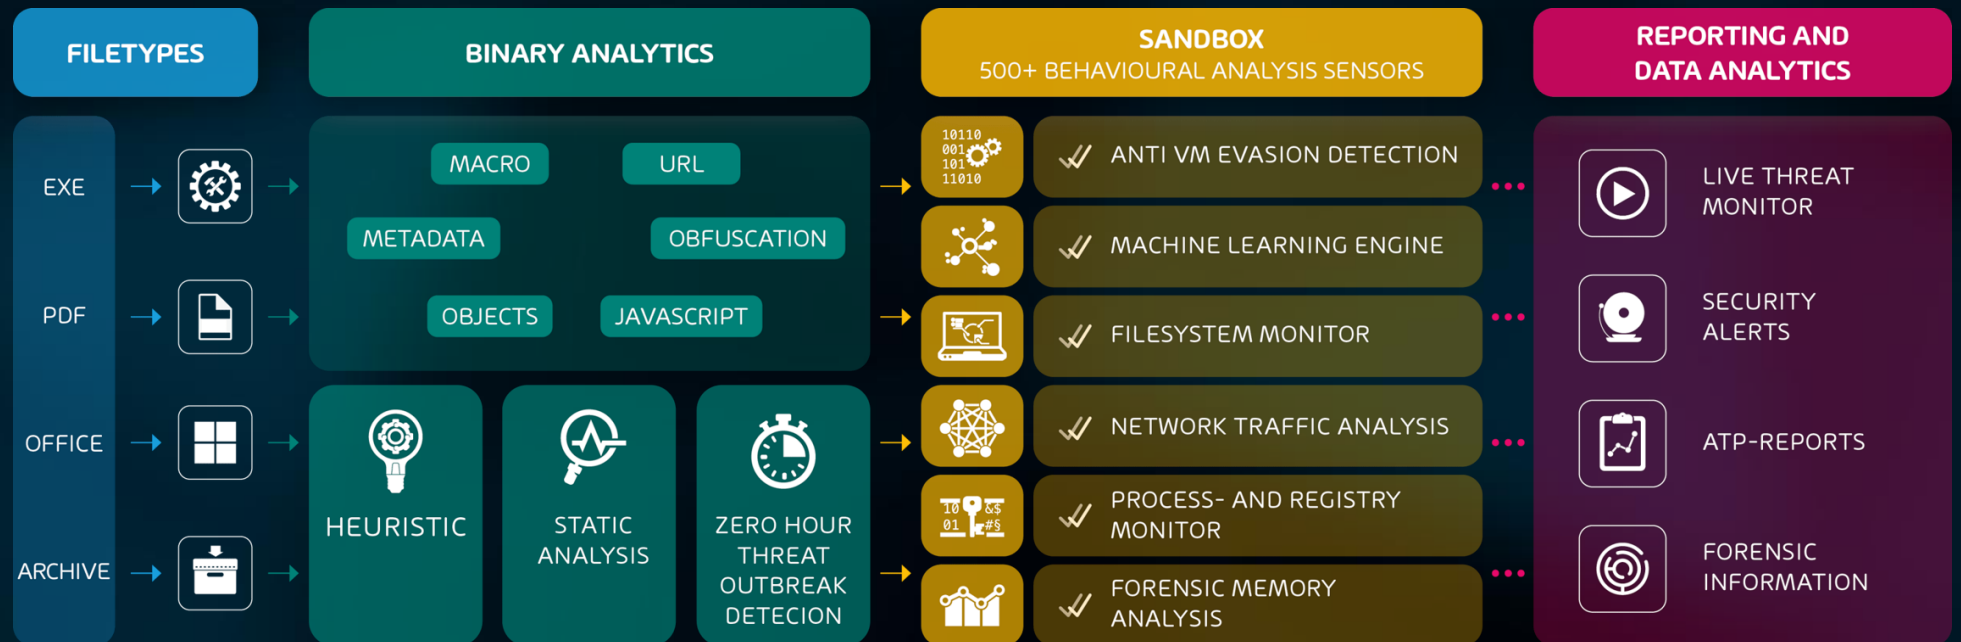 FILETYPES
EXE
PDF
OFFICE
ARCHIVE
BINARY ANALYTICS
MACRO
URL
METADATA
OBFUSCATION
OBJECTS
JAVASCRIPT
HEURISTIC
STATIC
ANALYSIS
ZERO HOUR
THREAT
OUTBREAK
DETECION
SANDBOX
500+ BEHAVIOURAL ANALYSIS SENSORS
10110
001
101
11010
ANTI VM EVASION DETECTION
MACHINE LEARNING ENGINE
FILESYSTEM MONITOR
NETWORK TRAFFIC ANALYSIS
10 &$
01 #§
PROCESS- AND REGISTRY
MONITOR
FORENSIC MEMORY
ANALYSIS
REPORTING AND
DATA ANALYTICS
LIVE THREAT
MONITOR
SECURITY
ALERTS
ATP-REPORTS
FORENSIC
INFORMATION